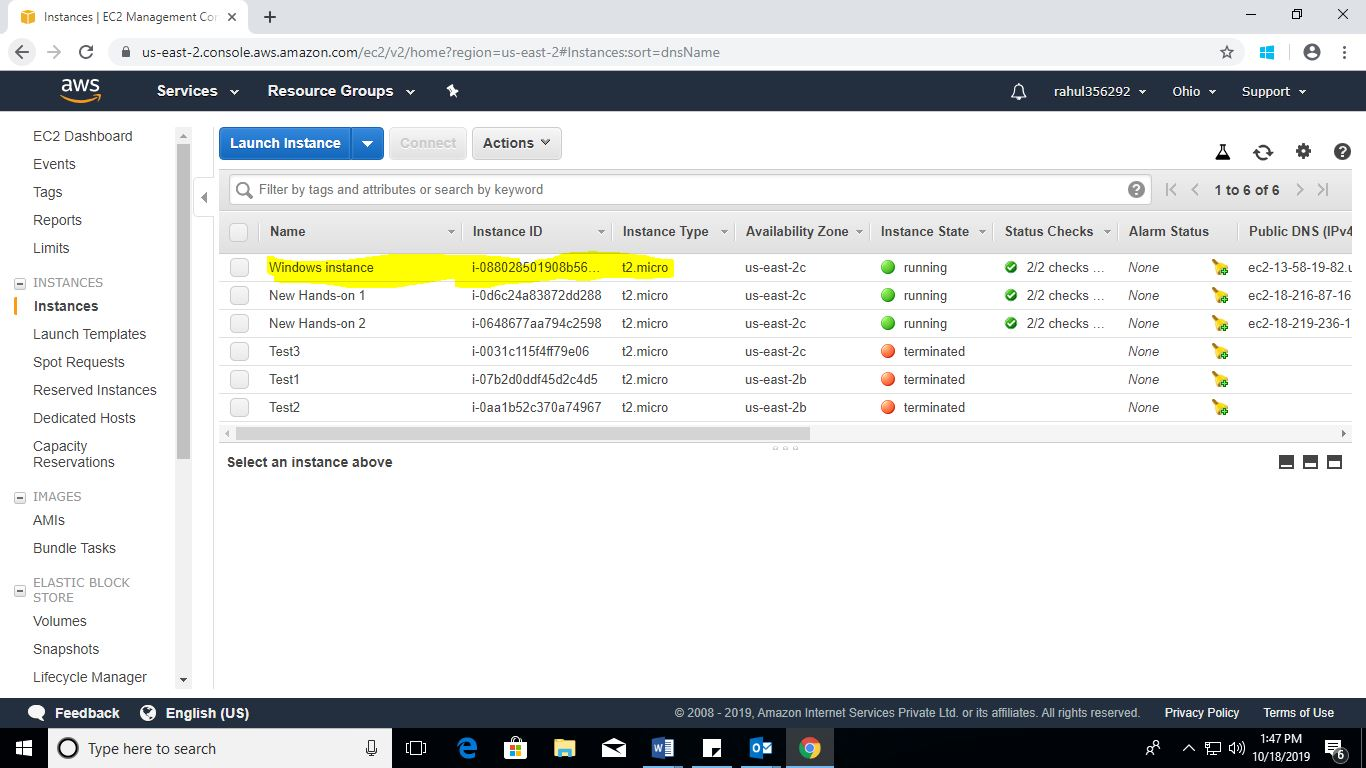 Instances | EC2 Management Con
us-east-2.console.aws.amazon.com/ec2/v2/home?region=us-east-2#Instances:sort=dnsName
aws Services Resource Groups rahul356292 Ohio Support
EC2 Dashboard
Events
Tags
Reports
Limits
INSTANCES
Instances
Launch Templates
Spot Requests
Reserved Instances
Dedicated Hosts
Capacity
Reservations
IMAGES
AMIs
Bundle Tasks
ELASTIC BLOCK
STORE
Volumes
Snapshots
Lifecycle Manager
Launch Instance Connect Actions
Filter by tags and attributes or search by keyword 1 to 6 of 6
Name Instance ID Instance Type Availability Zone Instance State Status Checks Alarm Status Public DNS (IPv4
Windows instance i-088028501908b56... t2.micro us-east-2c running 2/2 checks ... None ec2-13-58-19-82.u
New Hands-on 1 i-0d6c24a83872dd288 t2.micro us-east-2c running 2/2 checks ... None ec2-18-216-87-16
New Hands-on 2 i-0648677aa794c2598 t2.micro us-east-2c running 2/2 checks ... None ec2-18-219-236-1
Test3 i-0031c115f4ff79e06 t2.micro us-east-2c terminated None
Test1 i-07b2d0ddf45d2c4d5 t2.micro us-east-2b terminated None
Test2 i-0aa1b52c370a74967 t2.micro us-east-2b terminated None
Select an instance above
Feedback English (US) © 2008 - 2019, Amazon Internet Services Private Ltd. or its affiliates. All rights reserved. Privacy Policy Terms of Use
Type here to search
1:47 PM
10/18/2019
6